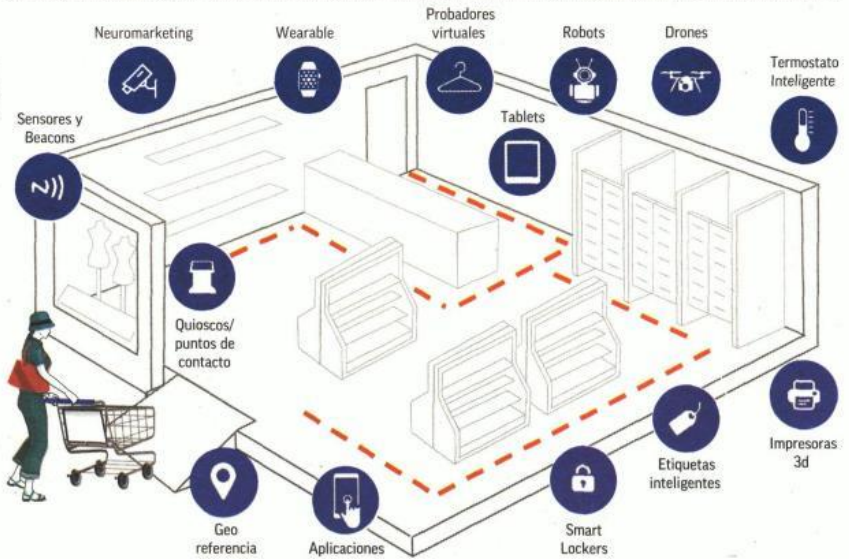 Neuromarketing
Wearable
Probadores
virtuales
Robots
Drones
Termostato
Inteligente
Sensores y
Beacons
Tablets
Quioscos/
puntos de
contacto
Geo
referencia
Aplicaciones
Smart
Lockers
Etiquetas
inteligentes
Impresoras
3d